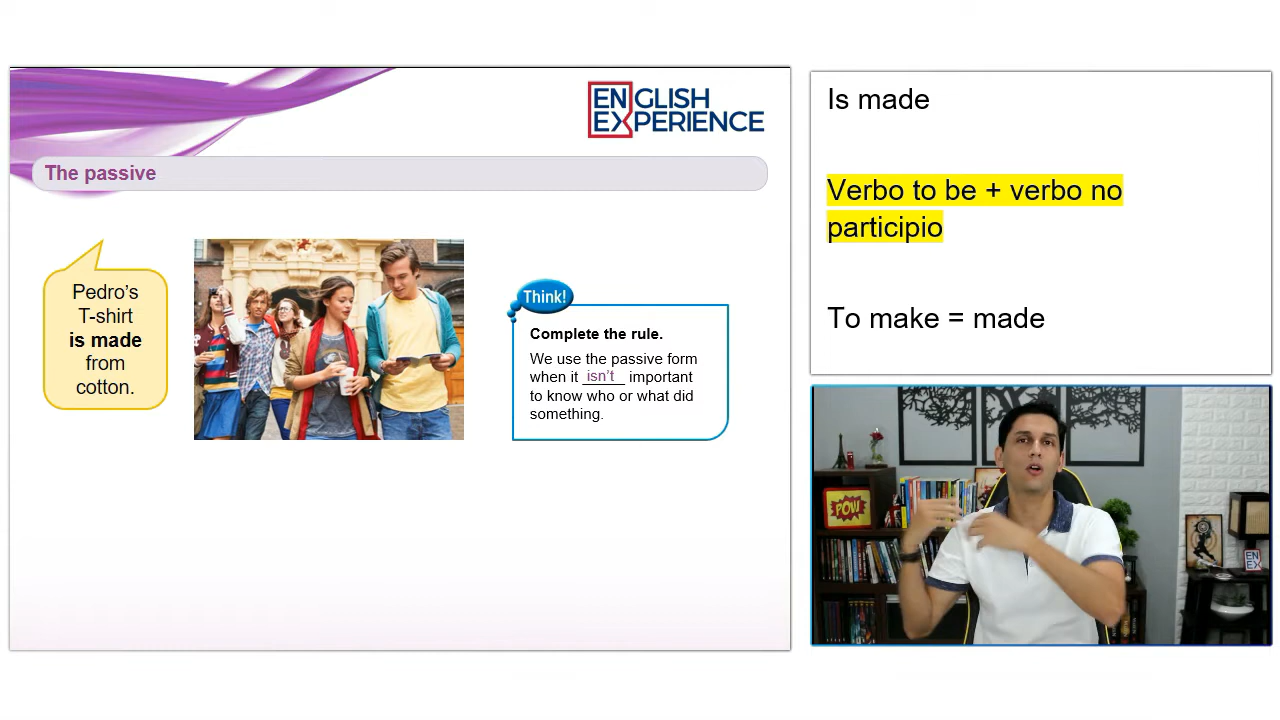 ENGLISH
EXPERIENCE
The passive
Pedro's
T-shirt
is made
from
cotton.
Think!
Complete the rule.
We use the passive form
when it isn't important
to know who or what did
something.
Is made
Verbo to be + verbo no
participio
To make = made
POW
EN
EX